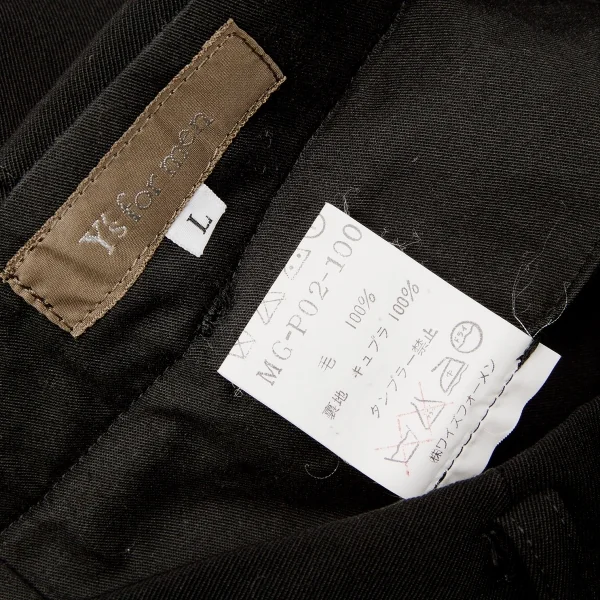 Y's for men
L
MG-P02-100
毛 100%
裏地 キュプラ 100%
タンブラー禁止
㈱ワイズフォーメン